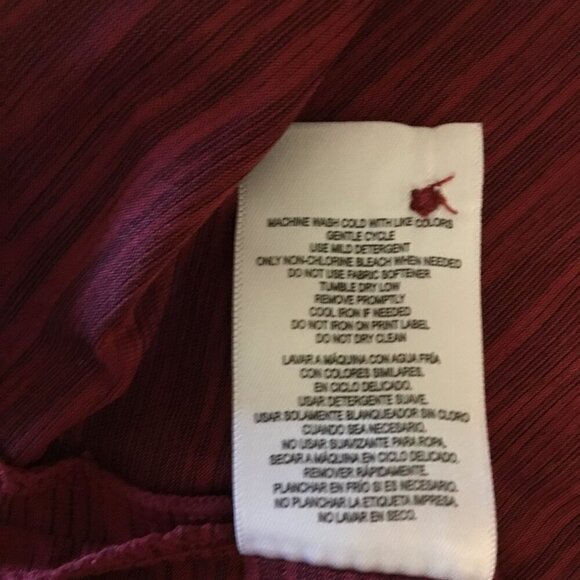 MACHINE WASH COLD WITH LIKE COLORS
GENTLE CYCLE
USE MILD DETERGENT
ONLY NON-CHLORINE BLEACH WHEN NEEDED
DO NOT USE FABRIC SOFTENER
TUMBLE DRY LOW
REMOVE PROMPTLY
COOL IRON IF NEEDED
DO NOT IRON ON PRINT LABEL
DO NOT DRY CLEAN
LAVAR A MÁQUINA CON AGUA FRÍA
CON COLORES SIMILARES,
EN CICLO DELICADO.
USAR DETERGENTE SUAVE.
USAR SOLAMENTE BLANQUEADOR SIN CLORO
CUANDO SEA NECESARIO.
NO USAR SUAVIZANTE PARA ROPA.
SECAR A MÁQUINA EN CICLO DELICADO.
REMOVER RÁPIDAMENTE.
PLANCHAR EN FRÍO SI ES NECESARIO.
NO PLANCHAR LA ETIQUETA IMPRESA.
NO LAVAR EN SECO.